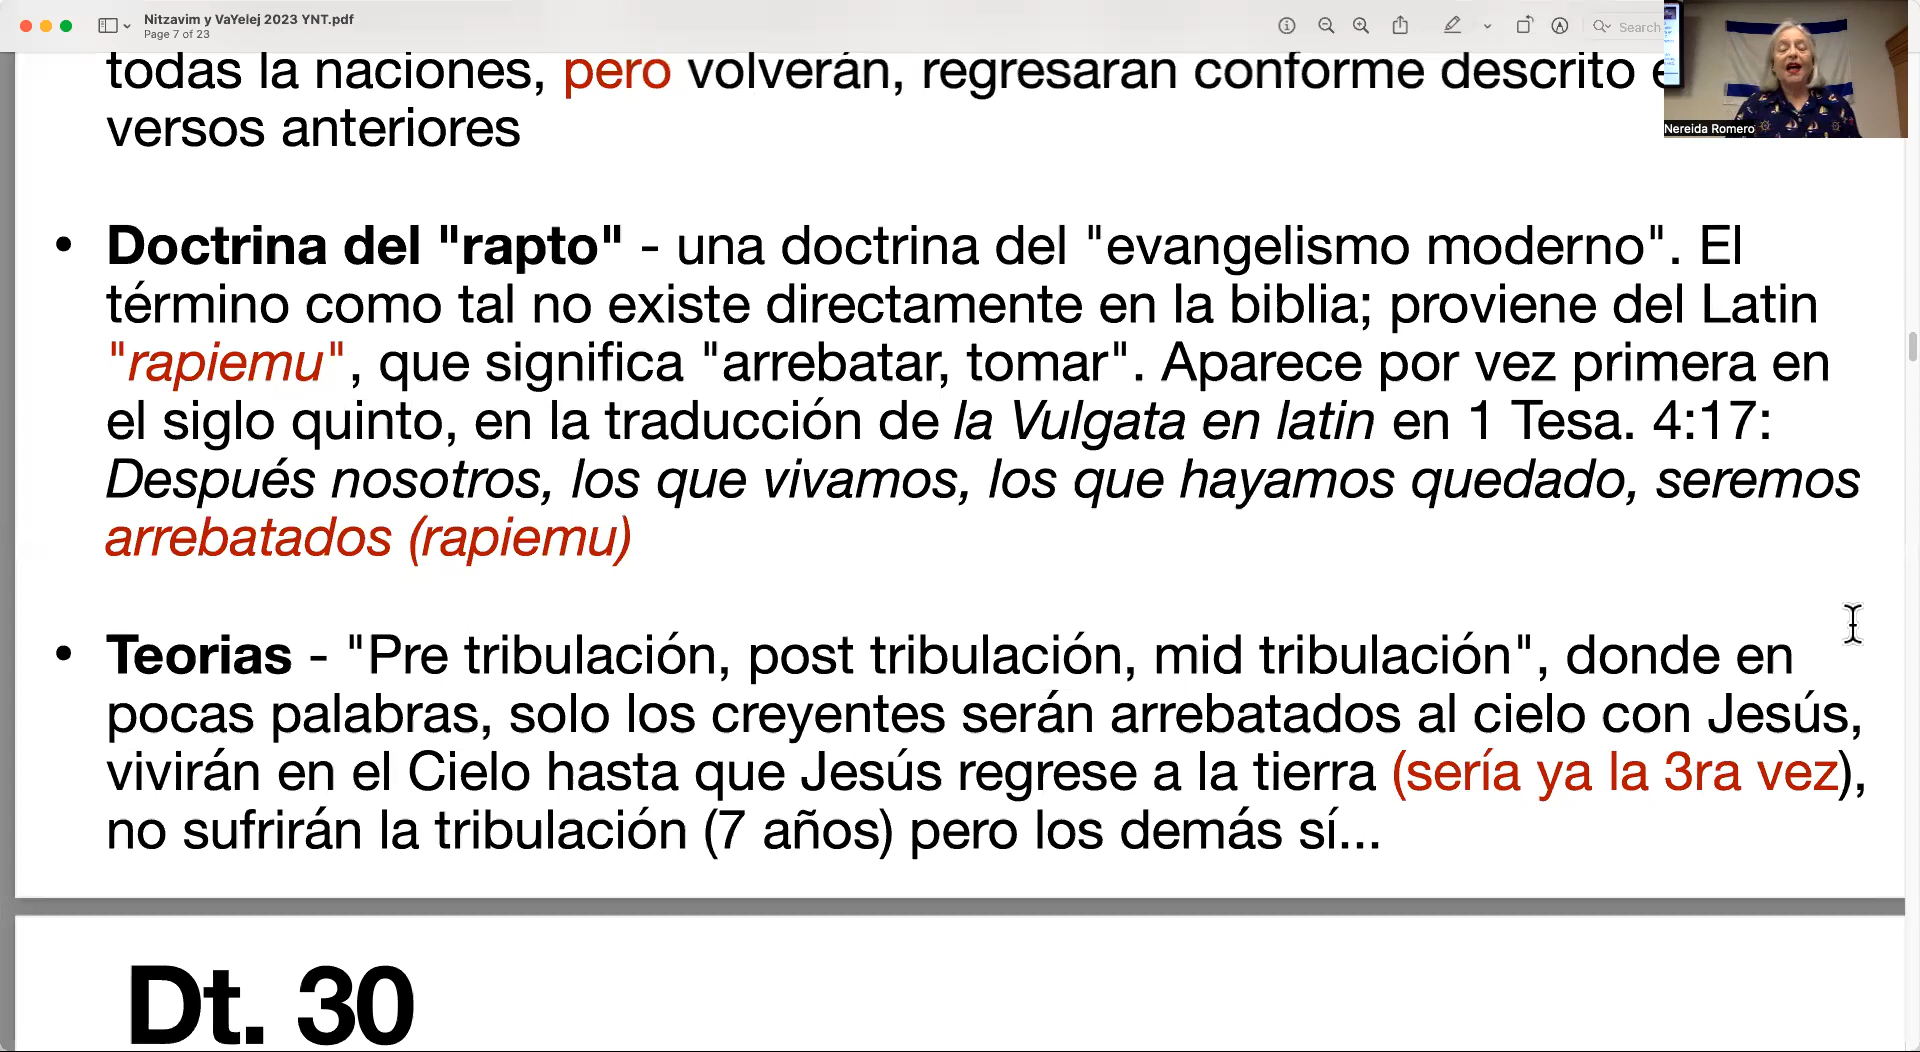 Nitzavim y VaYelej 2023 YNT.pdf
Page 7 of 23
Search
Nereida Romero
todas la naciones, pero volverán, regresaran conforme descrito e
versos anteriores
• Doctrina del "rapto" - una doctrina del "evangelismo moderno". El
término como tal no existe directamente en la biblia; proviene del Latin
"rapiemu", que significa "arrebatar, tomar". Aparece por vez primera en
el siglo quinto, en la traducción de la Vulgata en latin en 1 Tesa. 4:17:
Después nosotros, los que vivamos, los que hayamos quedado, seremos
arrebatados (rapiemu)
• Teorias - "Pre tribulación, post tribulación, mid tribulación", donde en
pocas palabras, solo los creyentes serán arrebatados al cielo con Jesús,
vivirán en el Cielo hasta que Jesús regrese a la tierra (sería ya la 3ra vez),
no sufrirán la tribulación (7 años) pero los demás sí...
Dt. 30